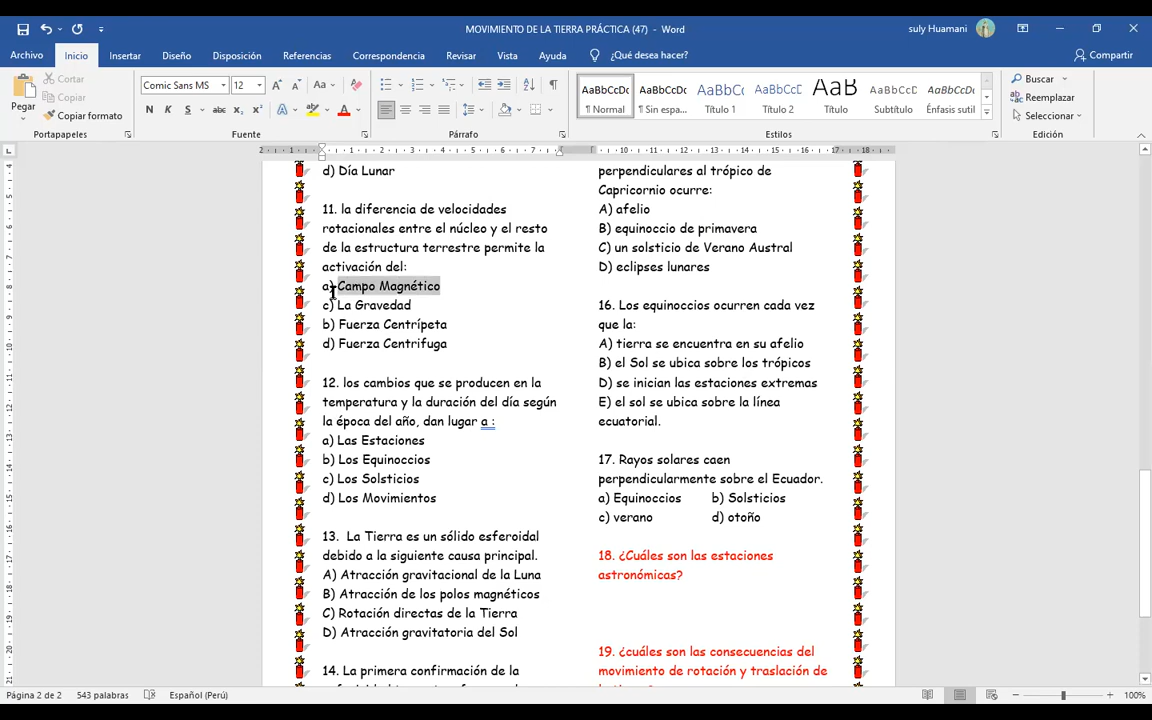 MOVIMIENTO DE LA TIERRA PRÁCTICA (47) - Word
suly Huamani
Archivo
Inicio
Insertar
Diseño
Disposición
Referencias
Correspondencia
Revisar
Vista
Ayuda
¿Qué desea hacer?
Compartir
Pegar
Cortar
Copiar
Copiar formato
Portapapeles
Comic Sans MS
12
Aa
N K S abc x₂ x²
Fuente
Párrafo
AaBbCcDc
¶ Normal
AaBbCcDc
¶ Sin espa...
AaBbCc
Título 1
AaBbCcD
Título 2
AaB
Título
AaBbCcD
Subtítulo
AaBbCcDc
Énfasis sutil
Estilos
Buscar
Reemplazar
Seleccionar
Edición
d) Día Lunar
11. la diferencia de velocidades
rotacionales entre el núcleo y el resto
de la estructura terrestre permite la
activación del:
a) Campo Magnético
c) La Gravedad
b) Fuerza Centrípeta
d) Fuerza Centrifuga
12. los cambios que se producen en la
temperatura y la duración del día según
la época del año, dan lugar a :
a) Las Estaciones
b) Los Equinoccios
c) Los Solsticios
d) Los Movimientos
13.  La Tierra es un sólido esferoidal
debido a la siguiente causa principal.
A) Atracción gravitacional de la Luna
B) Atracción de los polos magnéticos
C) Rotación directas de la Tierra
D) Atracción gravitatoria del Sol
14. La primera confirmación de la
perpendiculares al trópico de
Capricornio ocurre:
A) afelio
B) equinoccio de primavera
C) un solsticio de Verano Austral
D) eclipses lunares
16. Los equinoccios ocurren cada vez
que la:
A) tierra se encuentra en su afelio
B) el Sol se ubica sobre los trópicos
D) se inician las estaciones extremas
E) el sol se ubica sobre la línea
ecuatorial.
17. Rayos solares caen
perpendicularmente sobre el Ecuador.
a) Equinoccios b) Solsticios
c) verano d) otoño
18. ¿Cuáles son las estaciones
astronómicas?
19. ¿cuáles son las consecuencias del
movimiento de rotación y traslación de
Página 2 de 2
543 palabras
Español (Perú)
100%